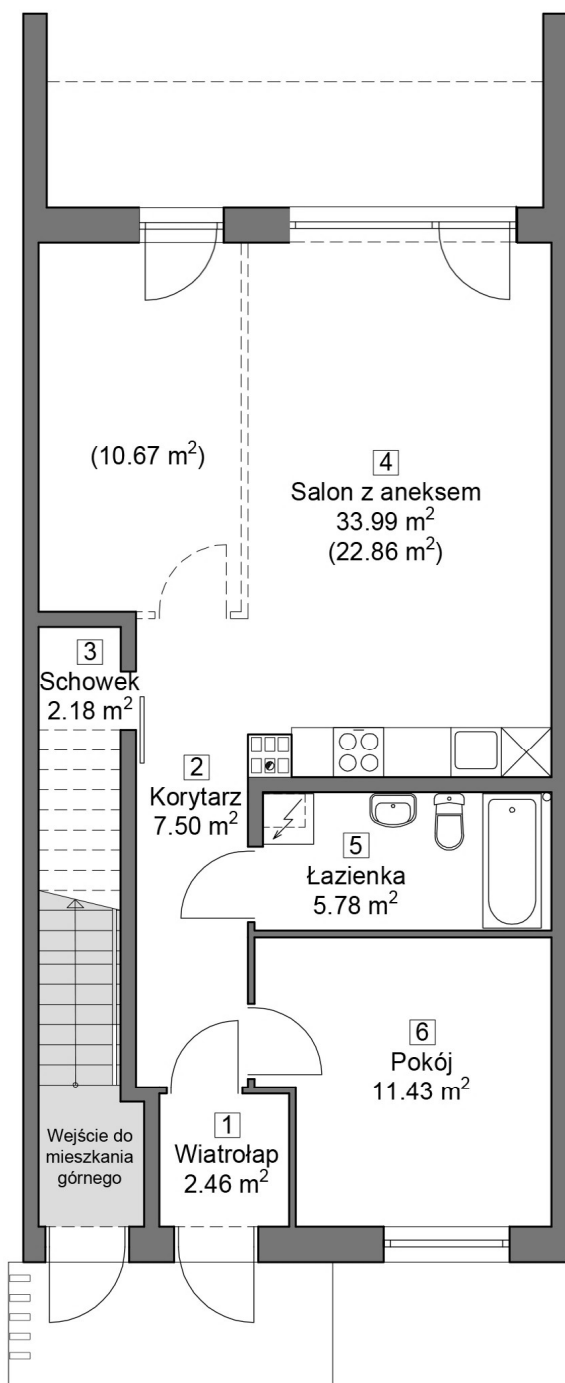 (10.67 m²)
4
Salon z aneksem
33.99 m²
(22.86 m²)
3
Schowek
2.18 m²
2
Korytarz
7.50 m²
5
Łazienka
5.78 m²
6
Pokój
11.43 m²
1
Wiatrołap
2.46 m²
Wejście do
mieszkania
górnego